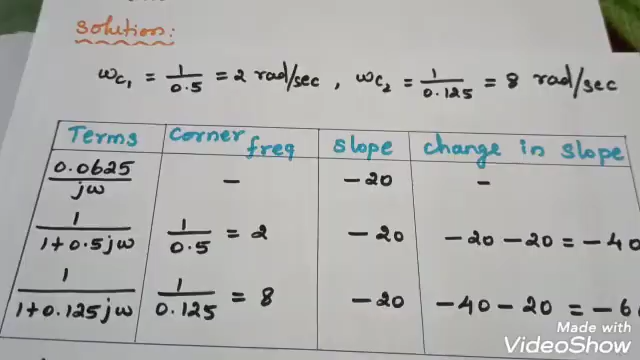 Solution:
ωc₁ = 1/0.5 = 2 rad/sec , ωc₂ = 1/0.125 = 8 rad/sec
Terms | corner freq | slope | change in slope
0.0625/jω | – | -20 | –
1/1+0.5jω | 1/0.5 = 2 | -20 | -20 -20 = -40
1/1+0.125jω | 1/0.125 = 8 | -20 | -40 -20 = -6
Made with
VideoShow